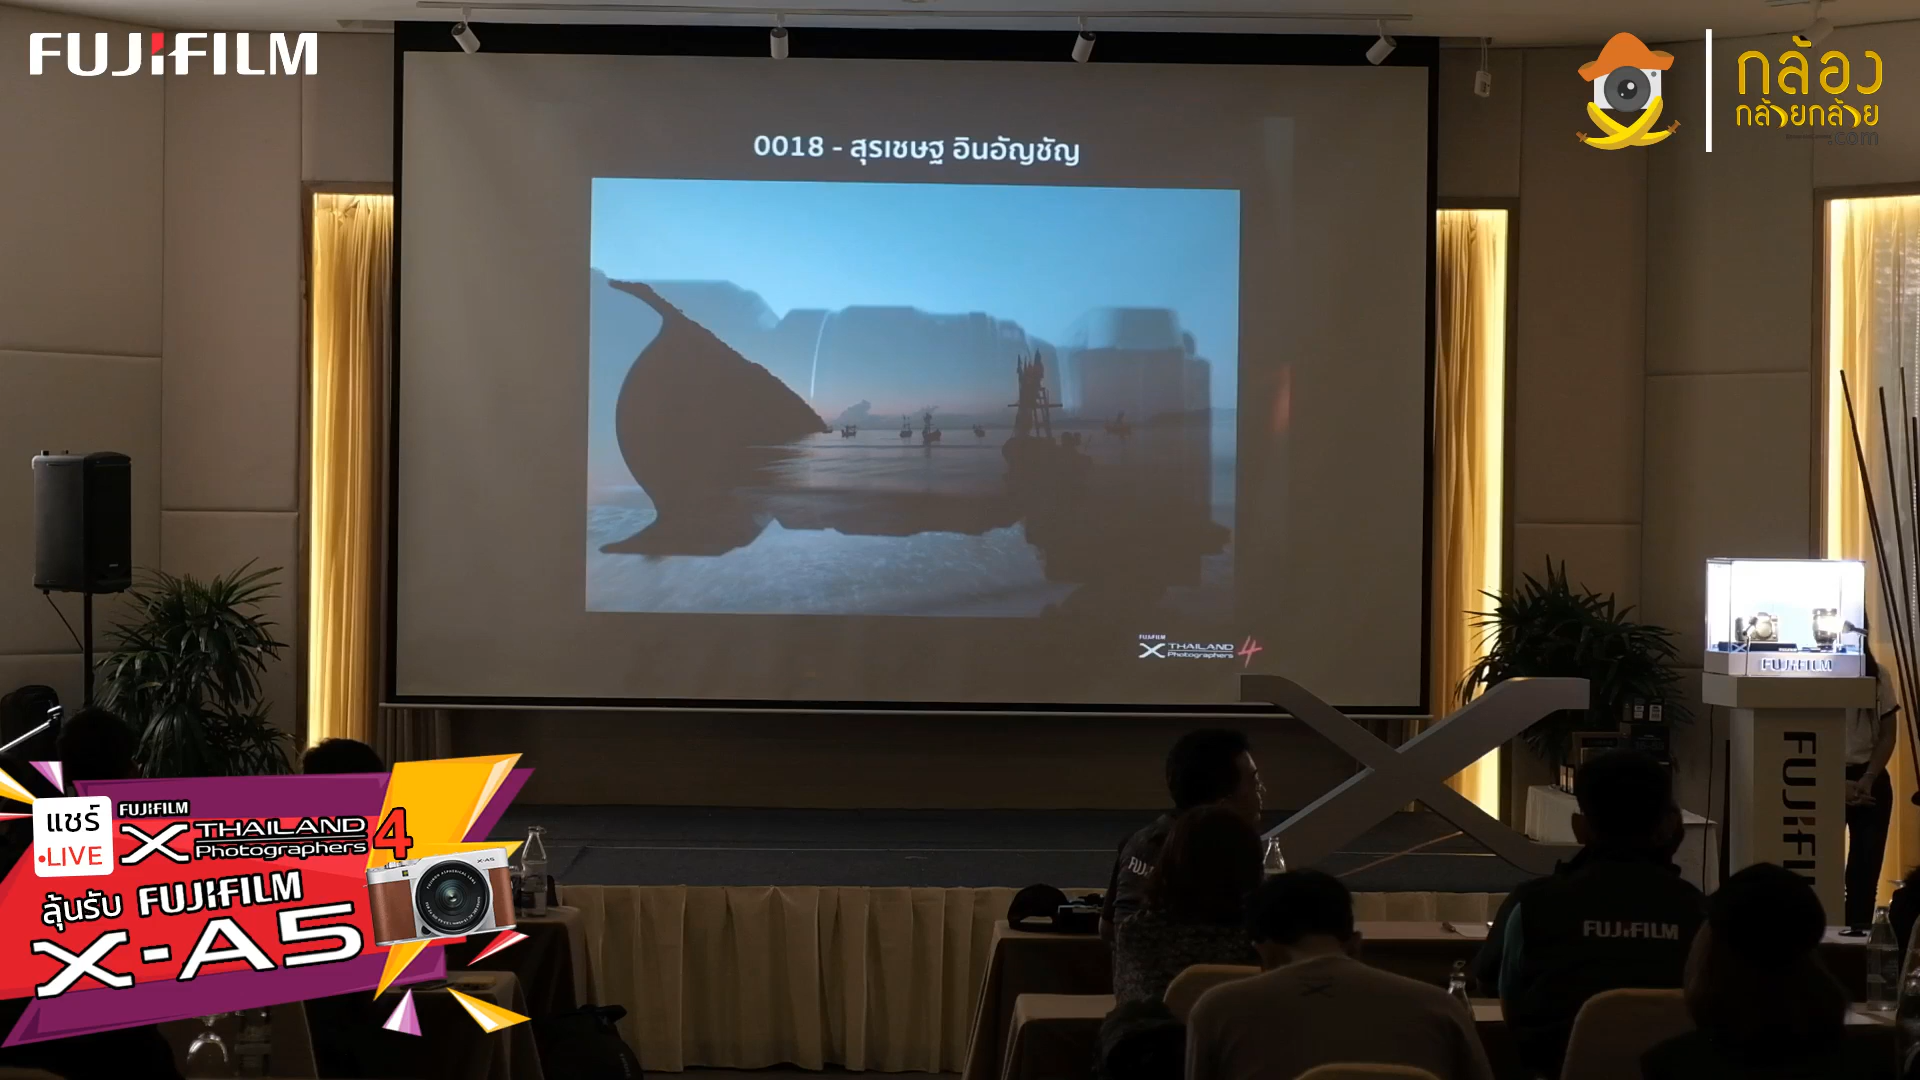 FUJIFILM
กล้อง
กล้วยกล้วย
.com
0018 - สุรเชษฐ อินอัญชัญ
FUJIFILM
X THAILAND 4
Photographers
FUJIFILM
FUJIFILM
FUJIFILM
แชร์
•LIVE
FUJIFILM
X THAILAND 4
Photographers
ลุ้นรับ FUJIFILM
X-A5
X-A5